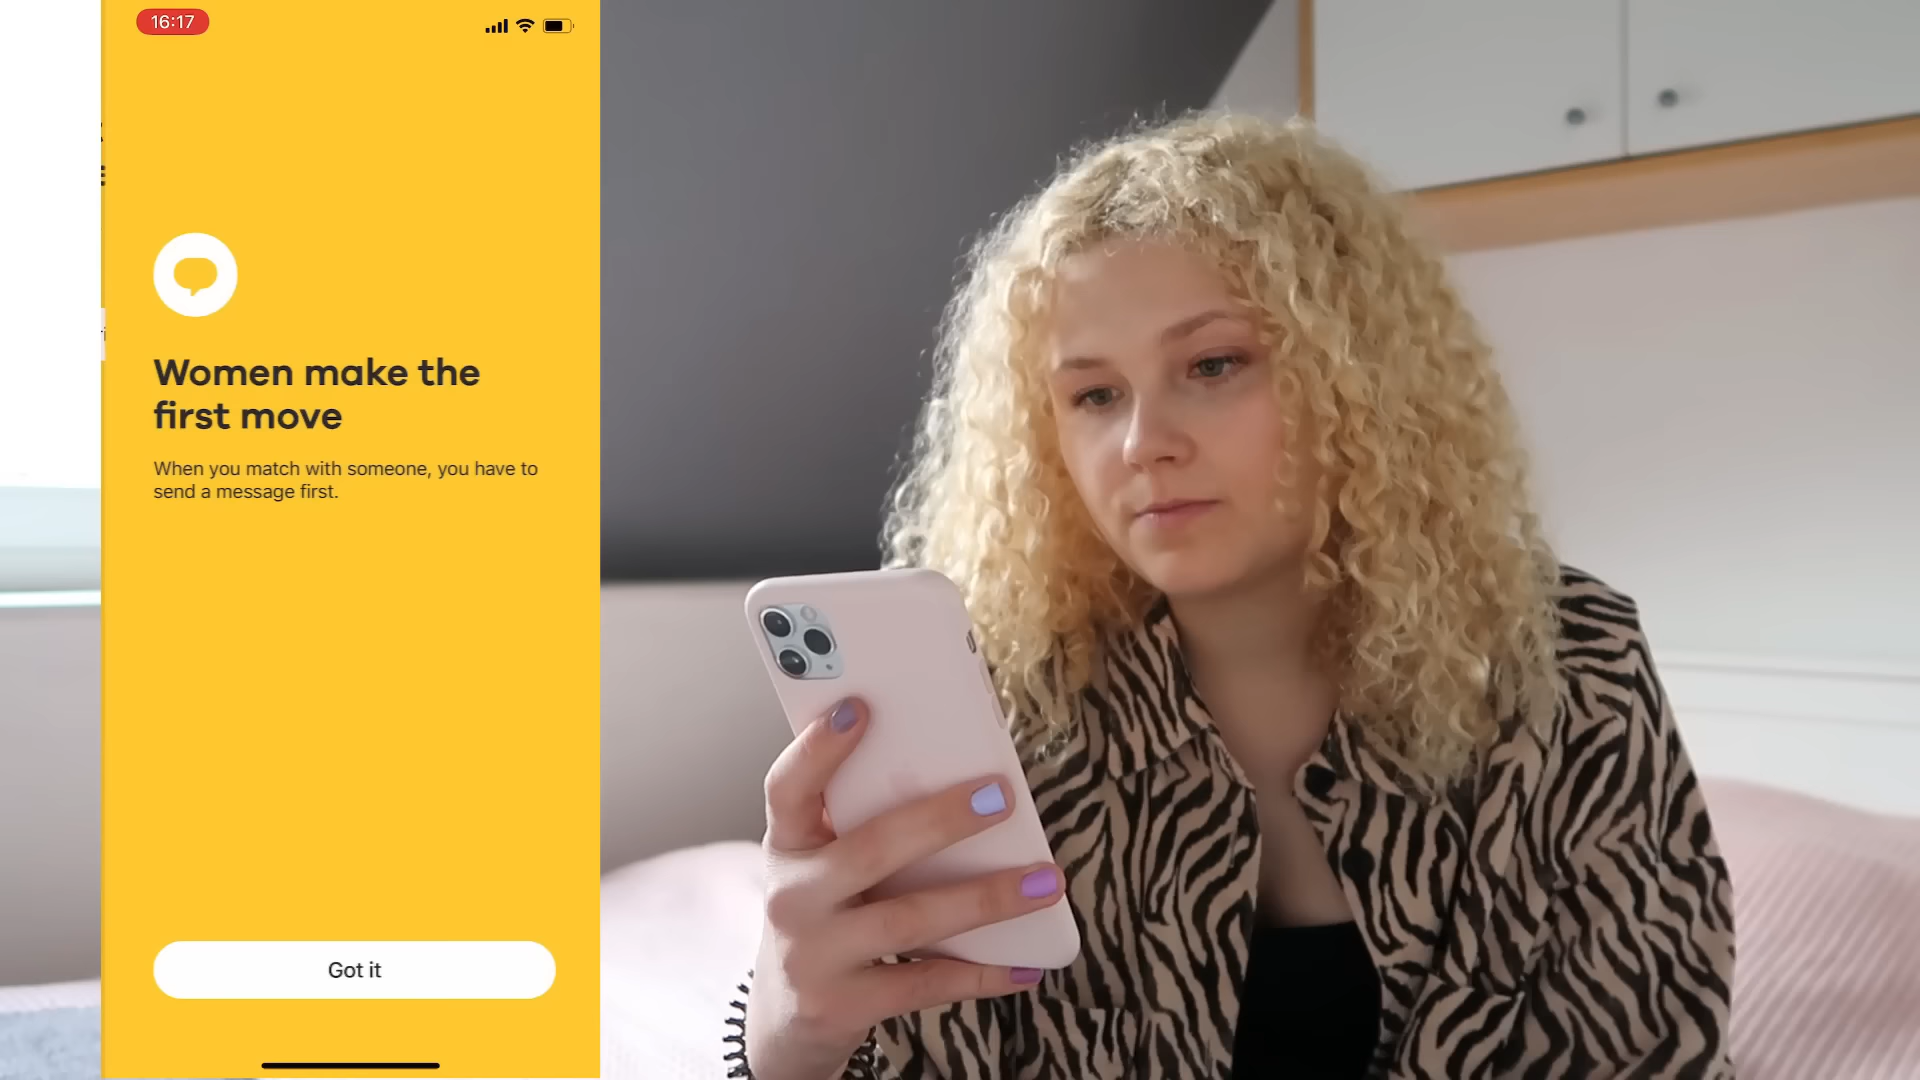 16:17
Women make the
first move
When you match with someone, you have to
send a message first.
Got it